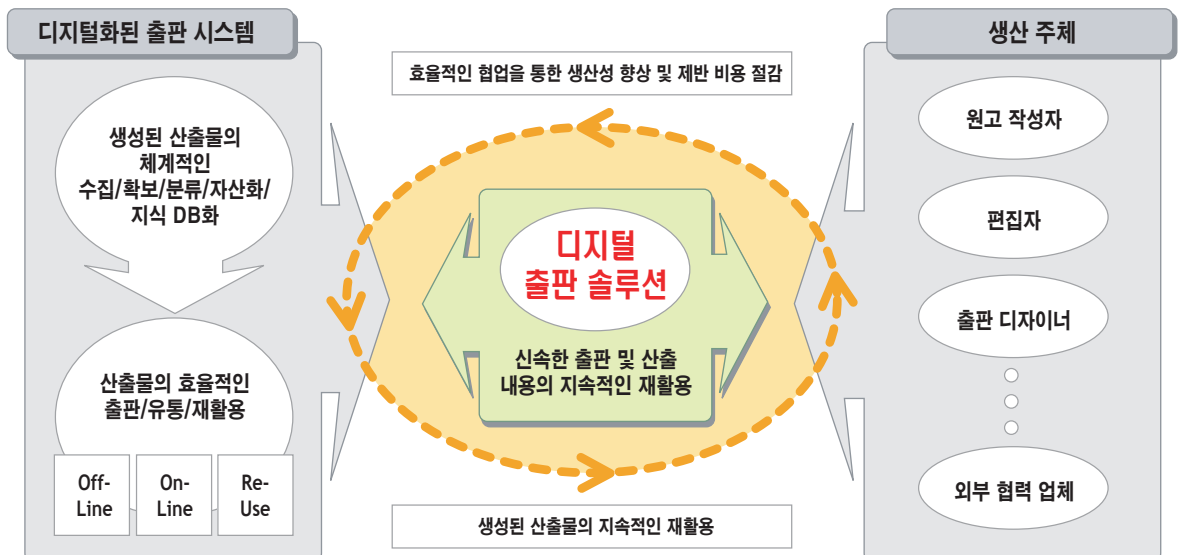 디지털화된 출판 시스템
생성된 산출물의
체계적인
수집/확보/분류/자산화/
지식 DB화
산출물의 효율적인
출판/유통/재활용
Off-
Line
On-
Line
Re-
Use
효율적인 협업을 통한 생산성 향상 및 제반 비용 절감
디지털
출판 솔루션
신속한 출판 및 산출
내용의 지속적인 재활용
생성된 산출물의 지속적인 재활용
생산 주체
원고 작성자
편집자
출판 디자이너
외부 협력 업체